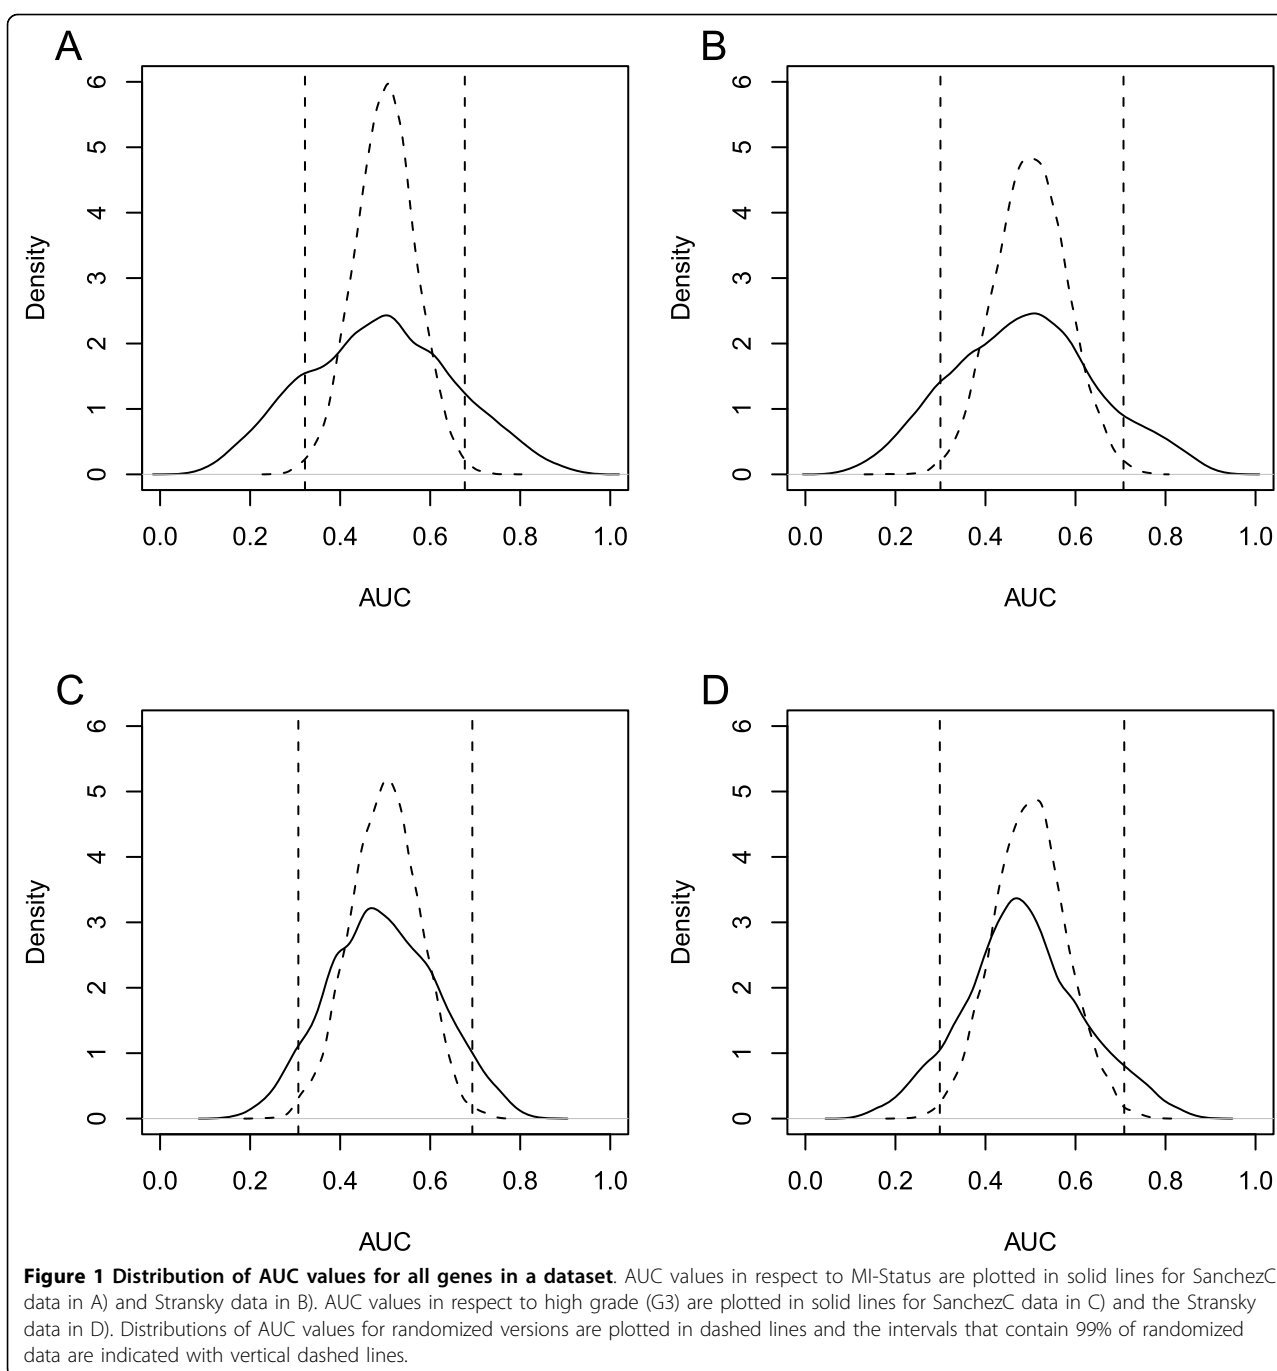 A
B
6
5
4
3
2
1
0
Density
0.0 0.2 0.4 0.6 0.8 1.0
AUC
6
5
4
3
2
1
0
Density
0.0 0.2 0.4 0.6 0.8 1.0
AUC
C
D
6
5
4
3
2
1
0
Density
0.0 0.2 0.4 0.6 0.8 1.0
AUC
6
5
4
3
2
1
0
Density
0.0 0.2 0.4 0.6 0.8 1.0
AUC
Figure 1 Distribution of AUC values for all genes in a dataset. AUC values in respect to MI-Status are plotted in solid lines for SanchezC
data in A) and Stransky data in B). AUC values in respect to high grade (G3) are plotted in solid lines for SanchezC data in C) and the Stransky
data in D). Distributions of AUC values for randomized versions are plotted in dashed lines and the intervals that contain 99% of randomized
data are indicated with vertical dashed lines.